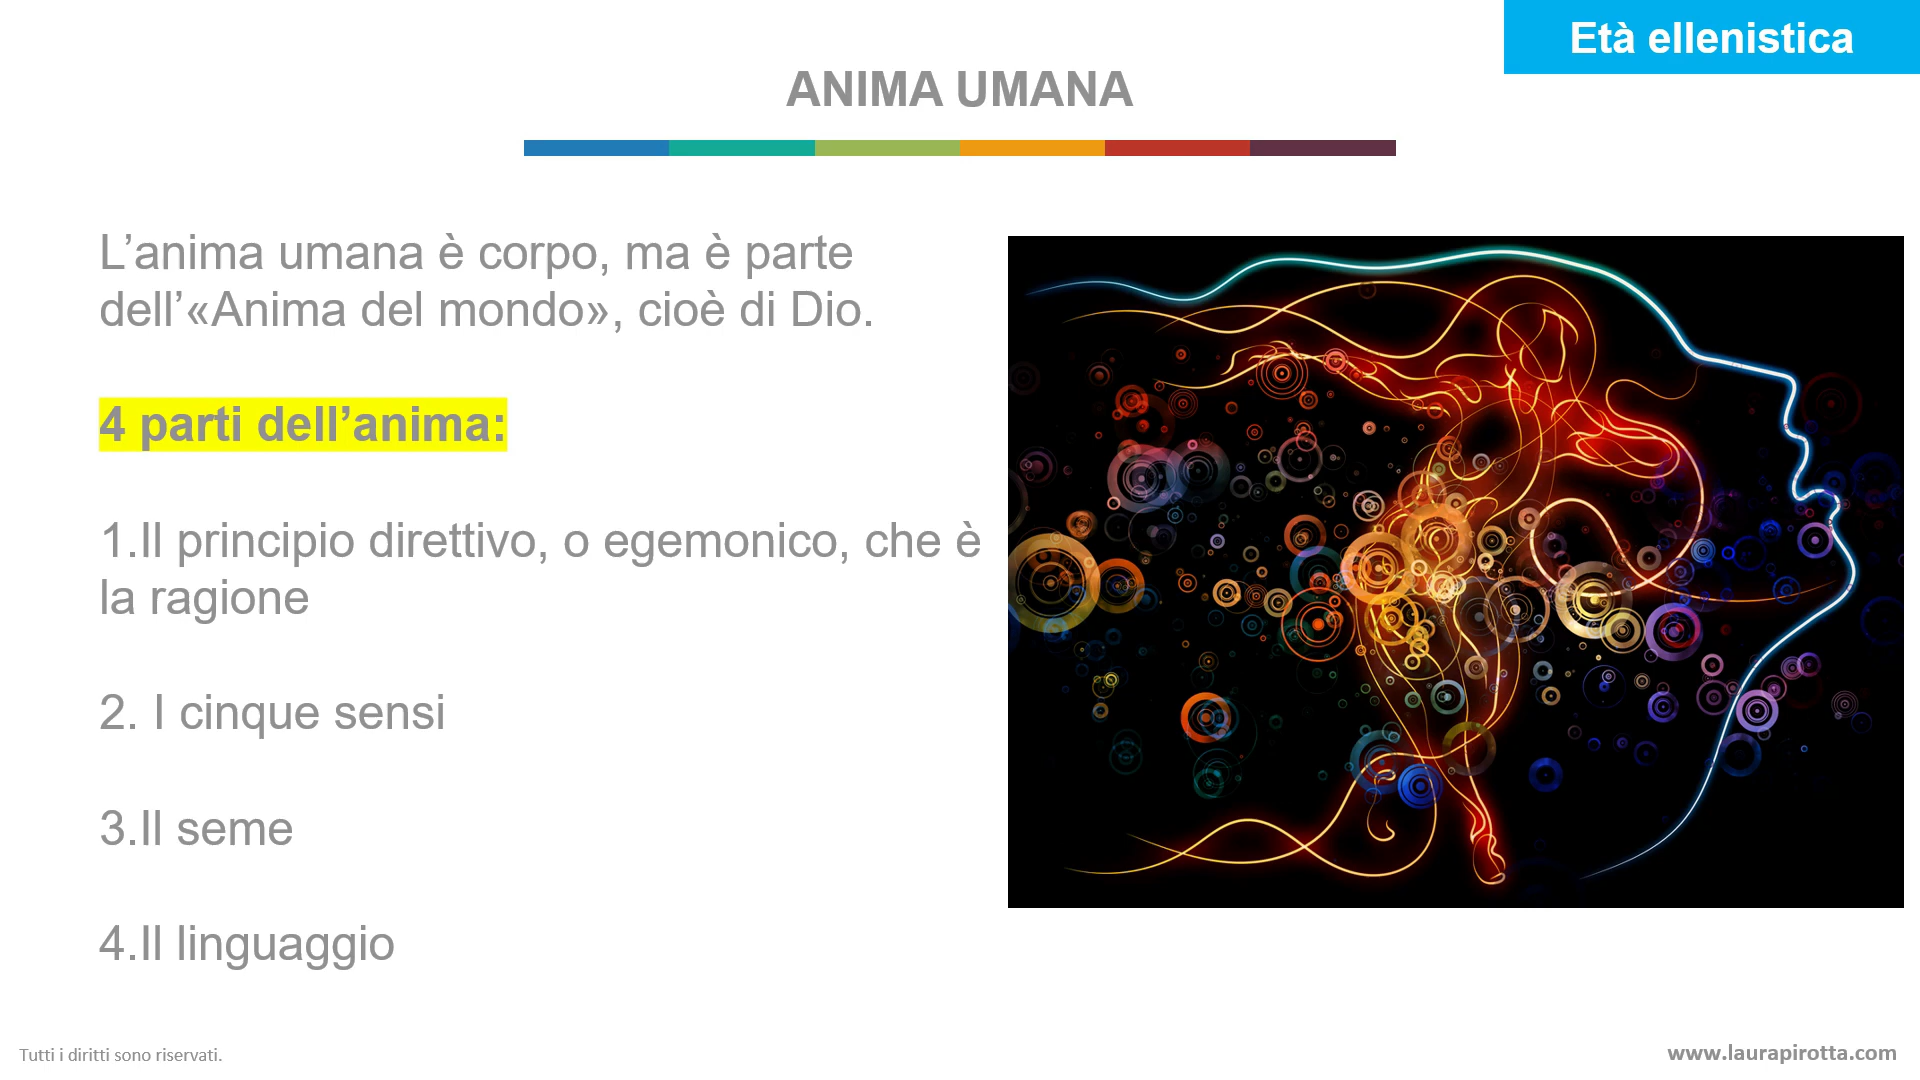 Età ellenistica
ANIMA UMANA
L’anima umana è corpo, ma è parte
dell’«Anima del mondo», cioè di Dio.
4 parti dell’anima:
1.Il principio direttivo, o egemonico, che è
la ragione
2. I cinque sensi
3.Il seme
4.Il linguaggio
Tutti i diritti sono riservati.
www.laurapirotta.com